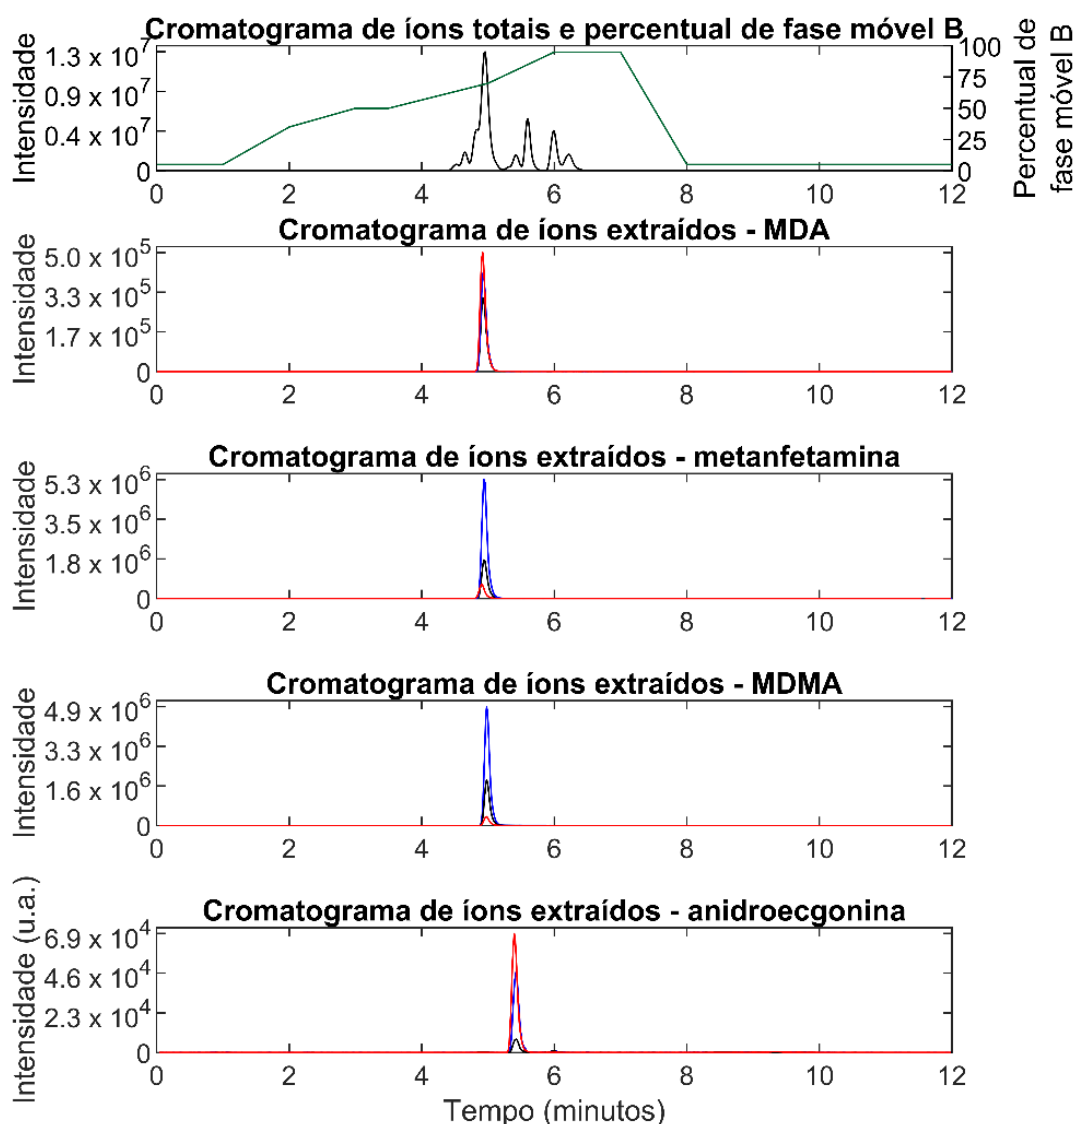 Cromatograma de íons totais e percentual de fase móvel B
Intensidade
1.3 x 10^7
0.9 x 10^7
0.4 x 10^7
0
100
75
50
25
0
Percentual de
fase móvel B
0 2 4 6 8 10 12
Cromatograma de íons extraídos - MDA
Intensidade
5.0 x 10^5
3.3 x 10^5
1.7 x 10^5
0
0 2 4 6 8 10 12
Cromatograma de íons extraídos - metanfetamina
Intensidade
5.3 x 10^6
3.5 x 10^6
1.8 x 10^6
0
0 2 4 6 8 10 12
Cromatograma de íons extraídos - MDMA
Intensidade
4.9 x 10^6
3.3 x 10^6
1.6 x 10^6
0
0 2 4 6 8 10 12
Cromatograma de íons extraídos - anidroecgonina
Intensidade (u.a.)
6.9 x 10^4
4.6 x 10^4
2.3 x 10^4
0
0 2 4 6 8 10 12
Tempo (minutos)